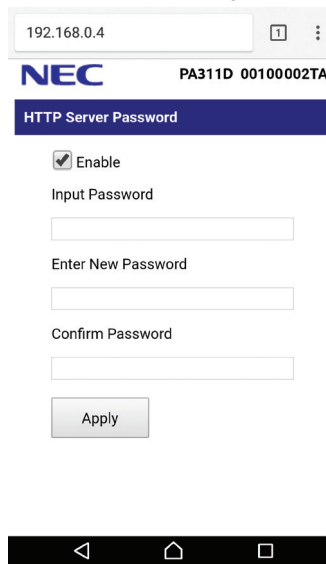 192.168.0.4 1
NEC PA311D 00100002TA
HTTP Server Password
Enable
Input Password
Enter New Password
Confirm Password
Apply